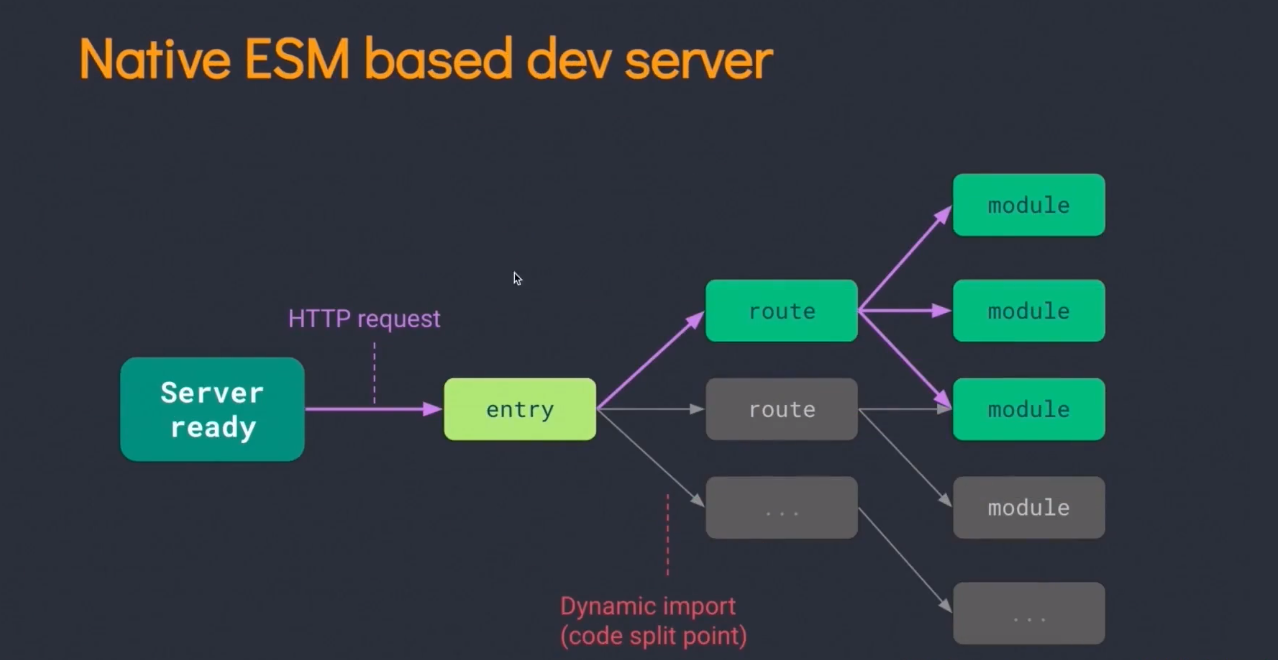 Native ESM based dev server
module
HTTP request
route
module
Server
ready
entry
route
module
...
module
Dynamic import
(code split point)
...